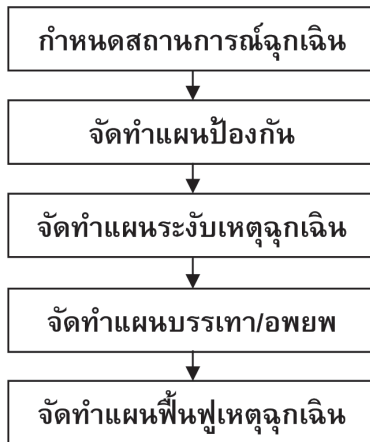 กำหนดสถานการณ์ฉุกเฉิน
จัดทำแผนป้องกัน
จัดทำแผนระงับเหตุฉุกเฉิน
จัดทำแผนบรรเทา/อพยพ
จัดทำแผนฟื้นฟูเหตุฉุกเฉิน